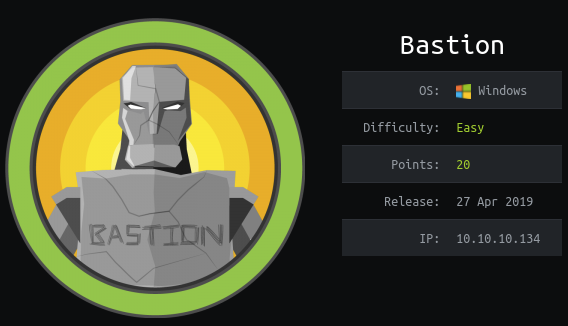 BASTION
Bastion
OS: Windows
Difficulty: Easy
Points: 20
Release: 27 Apr 2019
IP: 10.10.10.134